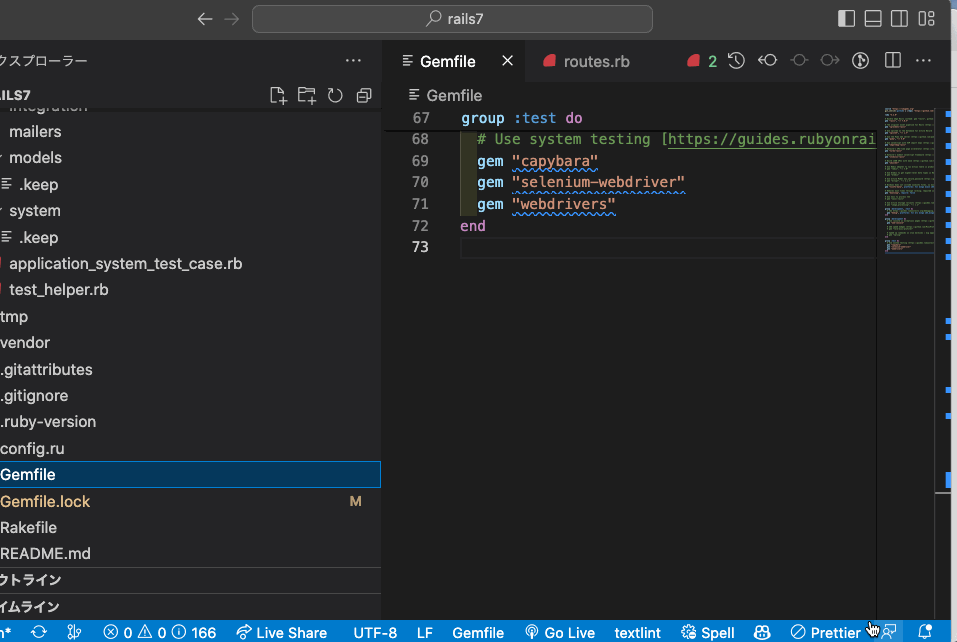 rails7
クスプローラー
Gemfile
routes.rb
2
AILS7
Gemfile
integration
67 group :test do
mailers
68 # Use system testing [https://guides.rubyonrai
models
69 gem "capybara"
.keep
70 gem "selenium-webdriver"
system
71 gem "webdrivers"
.keep
72 end
73
application_system_test_case.rb
test_helper.rb
tmp
vendor
.gitattributes
.gitignore
.ruby-version
config.ru
Gemfile
Gemfile.lock M
Rakefile
README.md
ウトライン
イムライン
n* 0 0 166 Live Share UTF-8 LF Gemfile Go Live textlint Spell Prettier